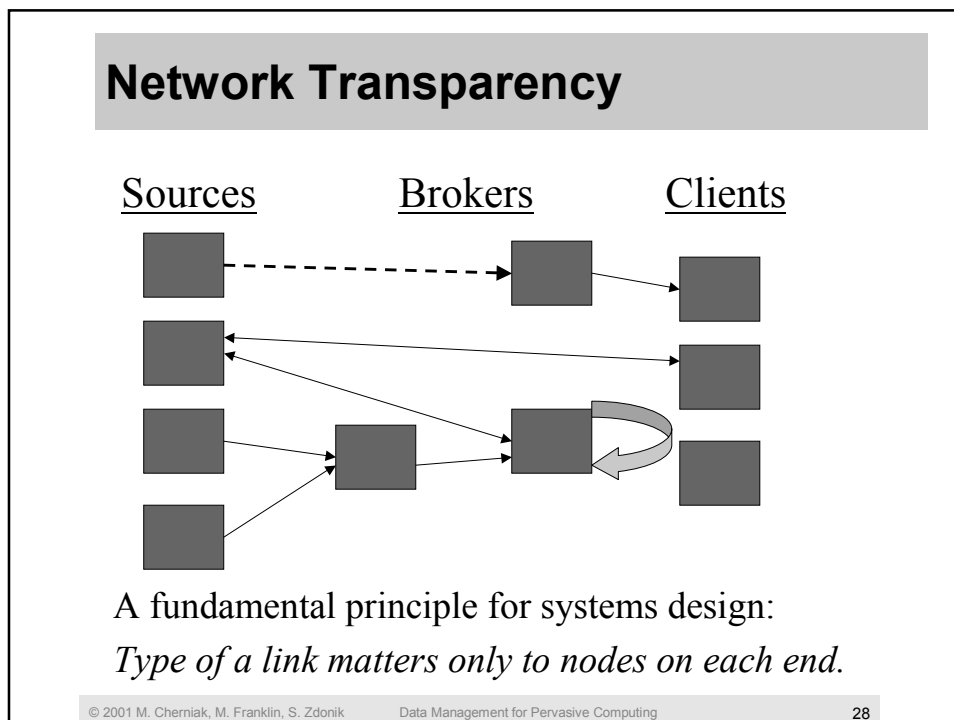 Network Transparency
Sources Brokers Clients
A fundamental principle for systems design:
Type of a link matters only to nodes on each end.
© 2001 M. Cherniak, M. Franklin, S. Zdonik Data Management for Pervasive Computing 28